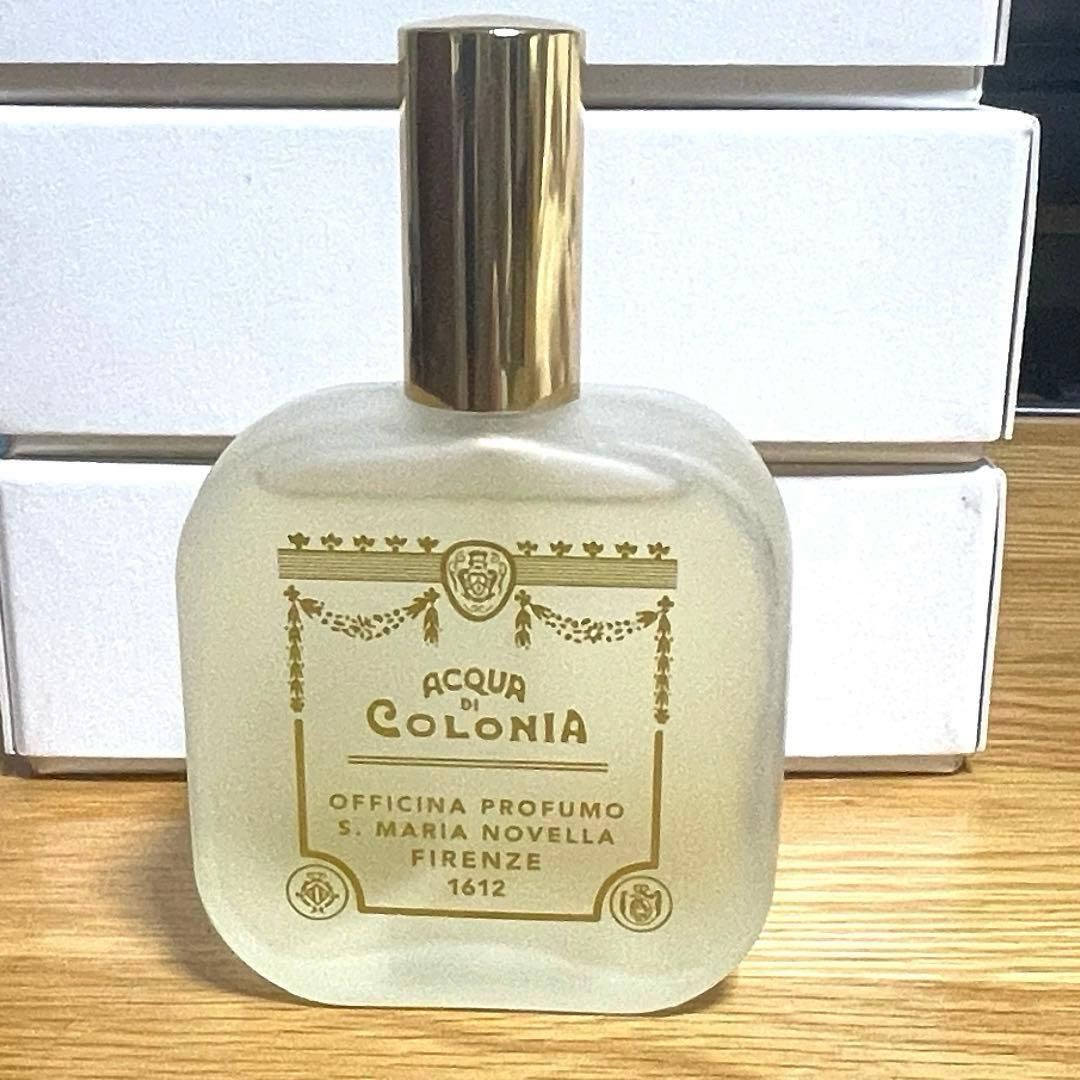 ACQUA
DI
COLONIA
OFFICINA PROFUMO
S. MARIA NOVELLA
FIRENZE
1612